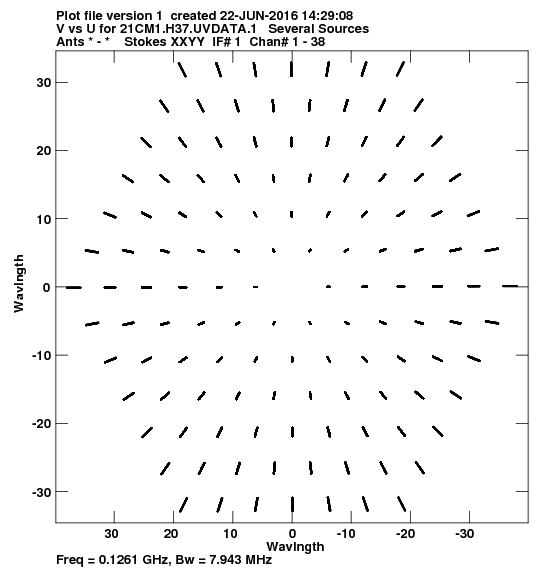 Plot file version 1 created 22-JUN-2016 14:29:08
V vs U for 21CM1.H37.UVDATA.1 Several Sources
Ants * - * Stokes XXYY IF# 1 Chan# 1 - 38
30
20
10
0
-10
-20
-30
Wavlngth
30 20 10 0 -10 -20 -30
Wavlngth
Freq = 0.1261 GHz, Bw = 7.943 MHz